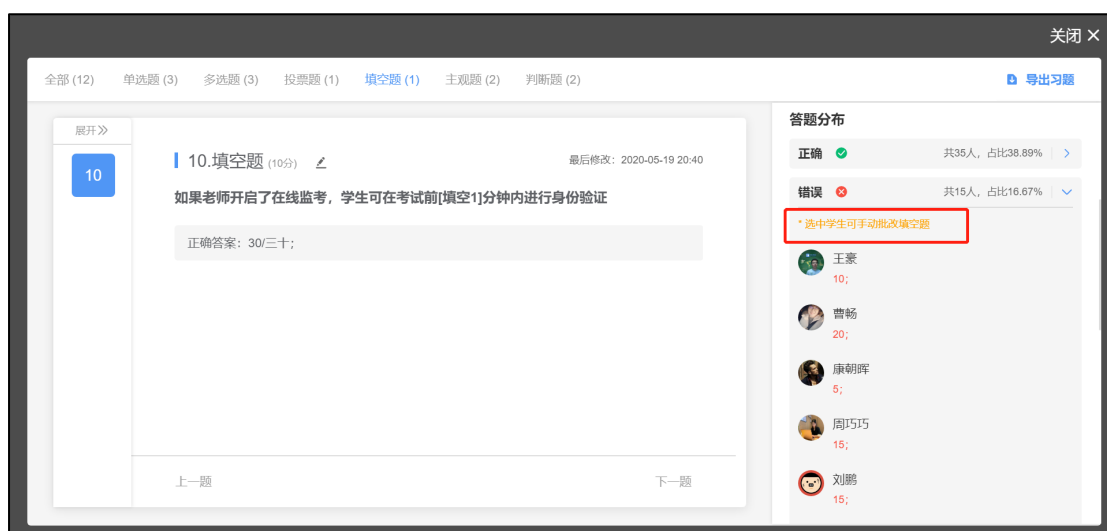 关闭 ×
全部 (12) 单选题 (3) 多选题 (3) 投票题 (1) 填空题 (1) 主观题 (2) 判断题 (2) 导出习题
展开
10
10.填空题 (10分) 最后修改：2020-05-19 20:40
如果老师开启了在线监考，学生可在考试前[填空1]分钟内进行身份验证
正确答案：30/三十;
上一题 下一题
答题分布
正确 共35人，占比38.89%
错误 共15人，占比16.67%
* 选中学生可手动批改填空题
王豪
10;
曹畅
20;
康朝晖
5;
周巧巧
15;
刘鹏
15;